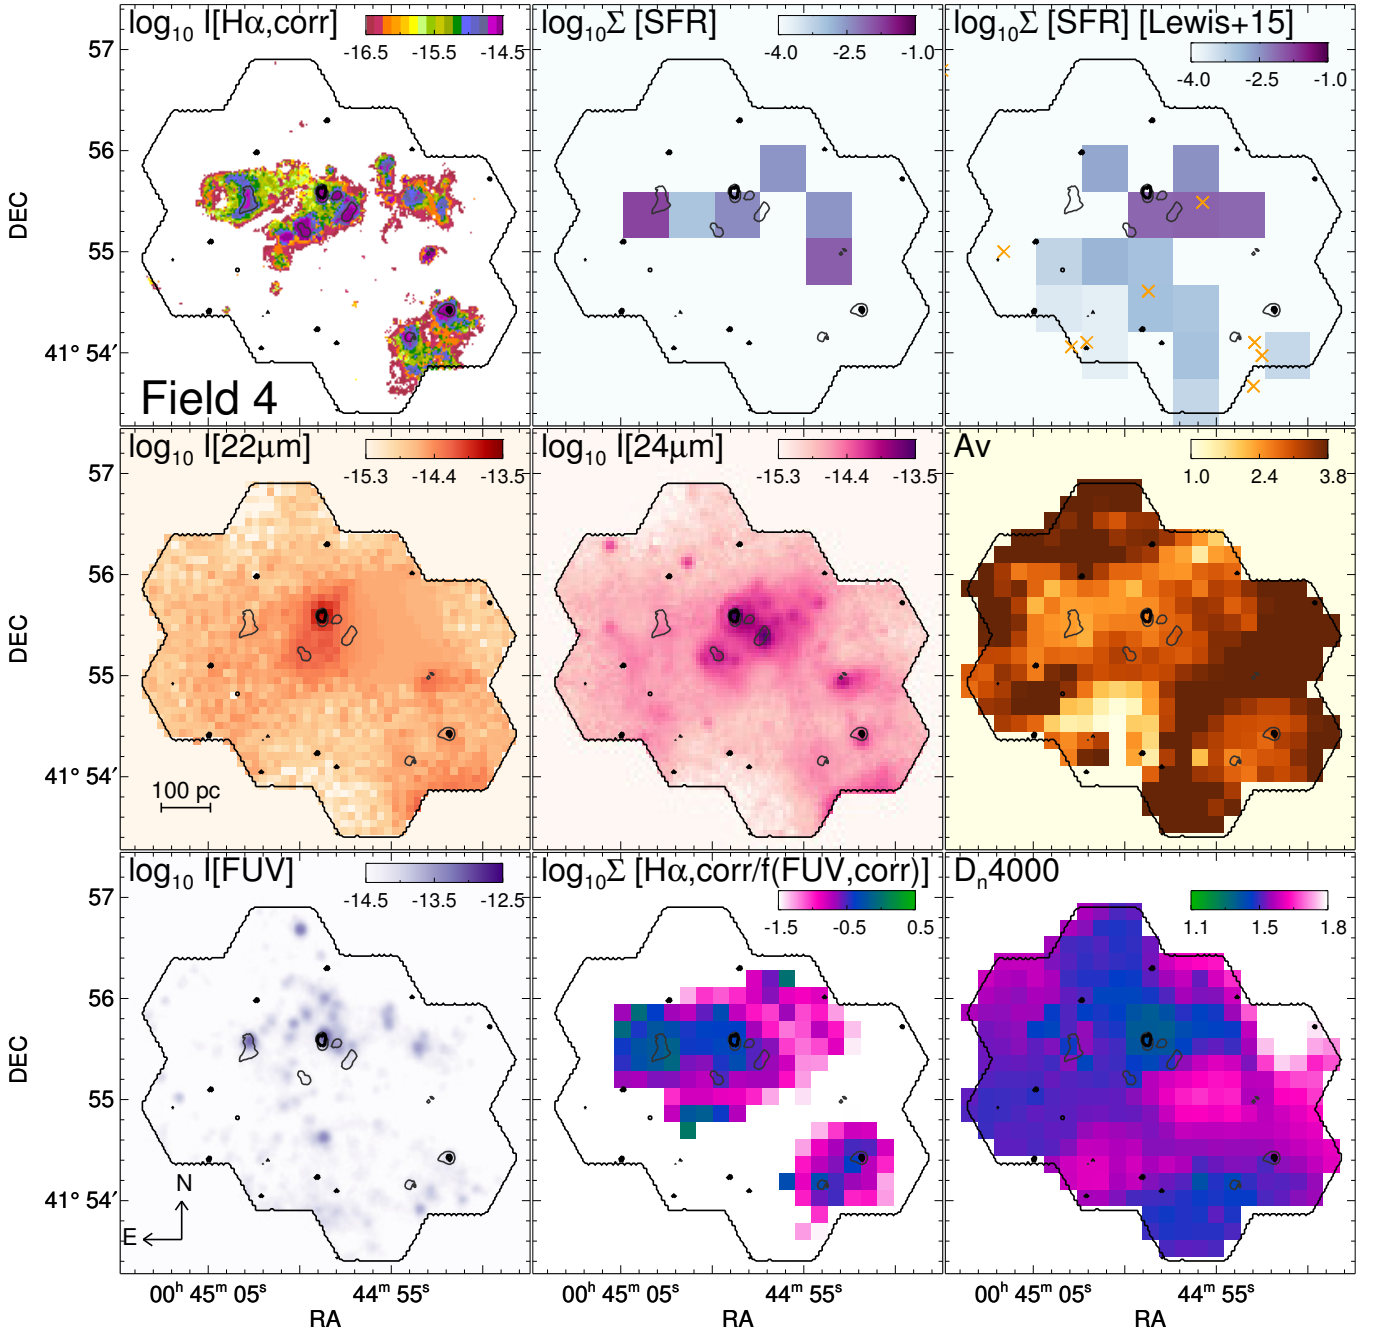 log₁₀ I[Hα,corr]
-16.5 -15.5 -14.5
log₁₀Σ [SFR]
-4.0 -2.5 -1.0
log₁₀Σ [SFR] [Lewis+15]
-4.0 -2.5 -1.0
57
56
55
41° 54′
DEC
Field 4
log₁₀ I[22μm]
-15.3 -14.4 -13.5
log₁₀ I[24μm]
-15.3 -14.4 -13.5
Av
1.0 2.4 3.8
57
56
55
41° 54′
DEC
100 pc
log₁₀ I[FUV]
-14.5 -13.5 -12.5
log₁₀Σ [Hα,corr/f(FUV,corr)]
-1.5 -0.5 0.5
Dₙ4000
1.1 1.5 1.8
57
56
55
41° 54′
DEC
N
E
00ʰ 45ᵐ 05ˢ 44ᵐ 55ˢ
RA
00ʰ 45ᵐ 05ˢ 44ᵐ 55ˢ
RA
00ʰ 45ᵐ 05ˢ 44ᵐ 55ˢ
RA